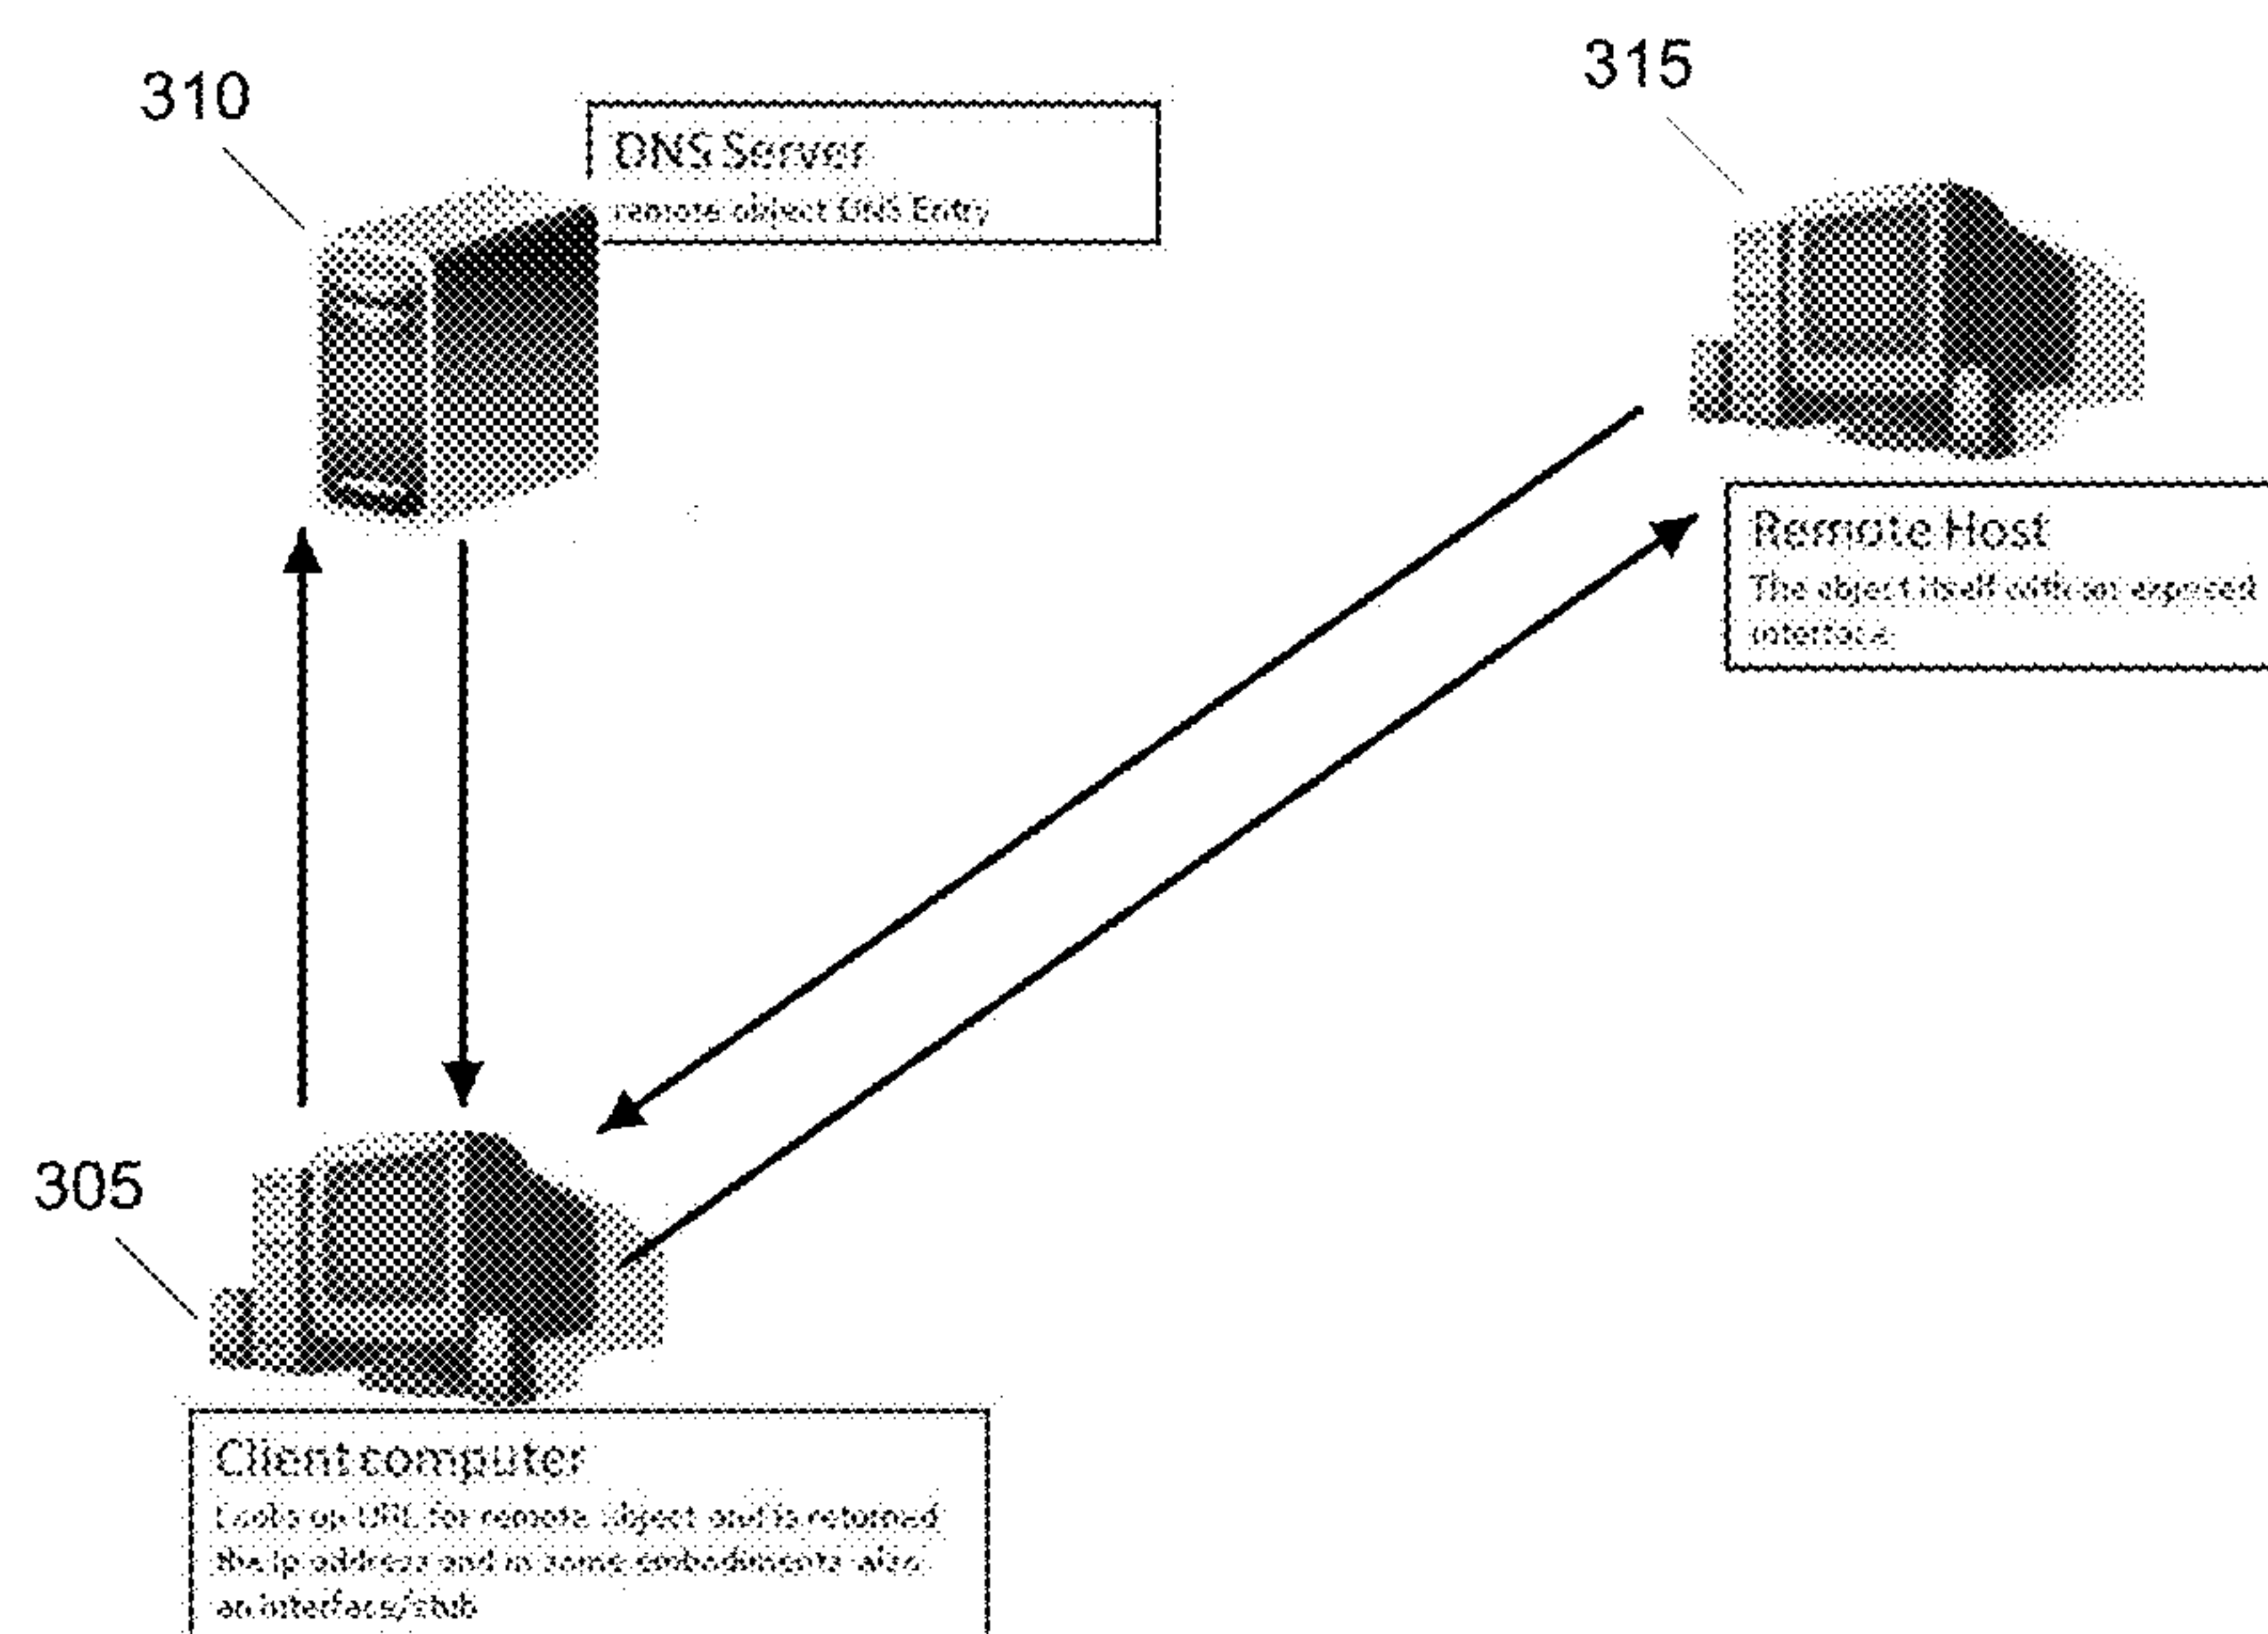 310
315
DNS Server
remote object DNS Entry
Remote Host
The object itself with an exposed
interface
305
Client computer
Looks up URL for remote object and is returned
the ip address and in some embodiments also
an interface/stub